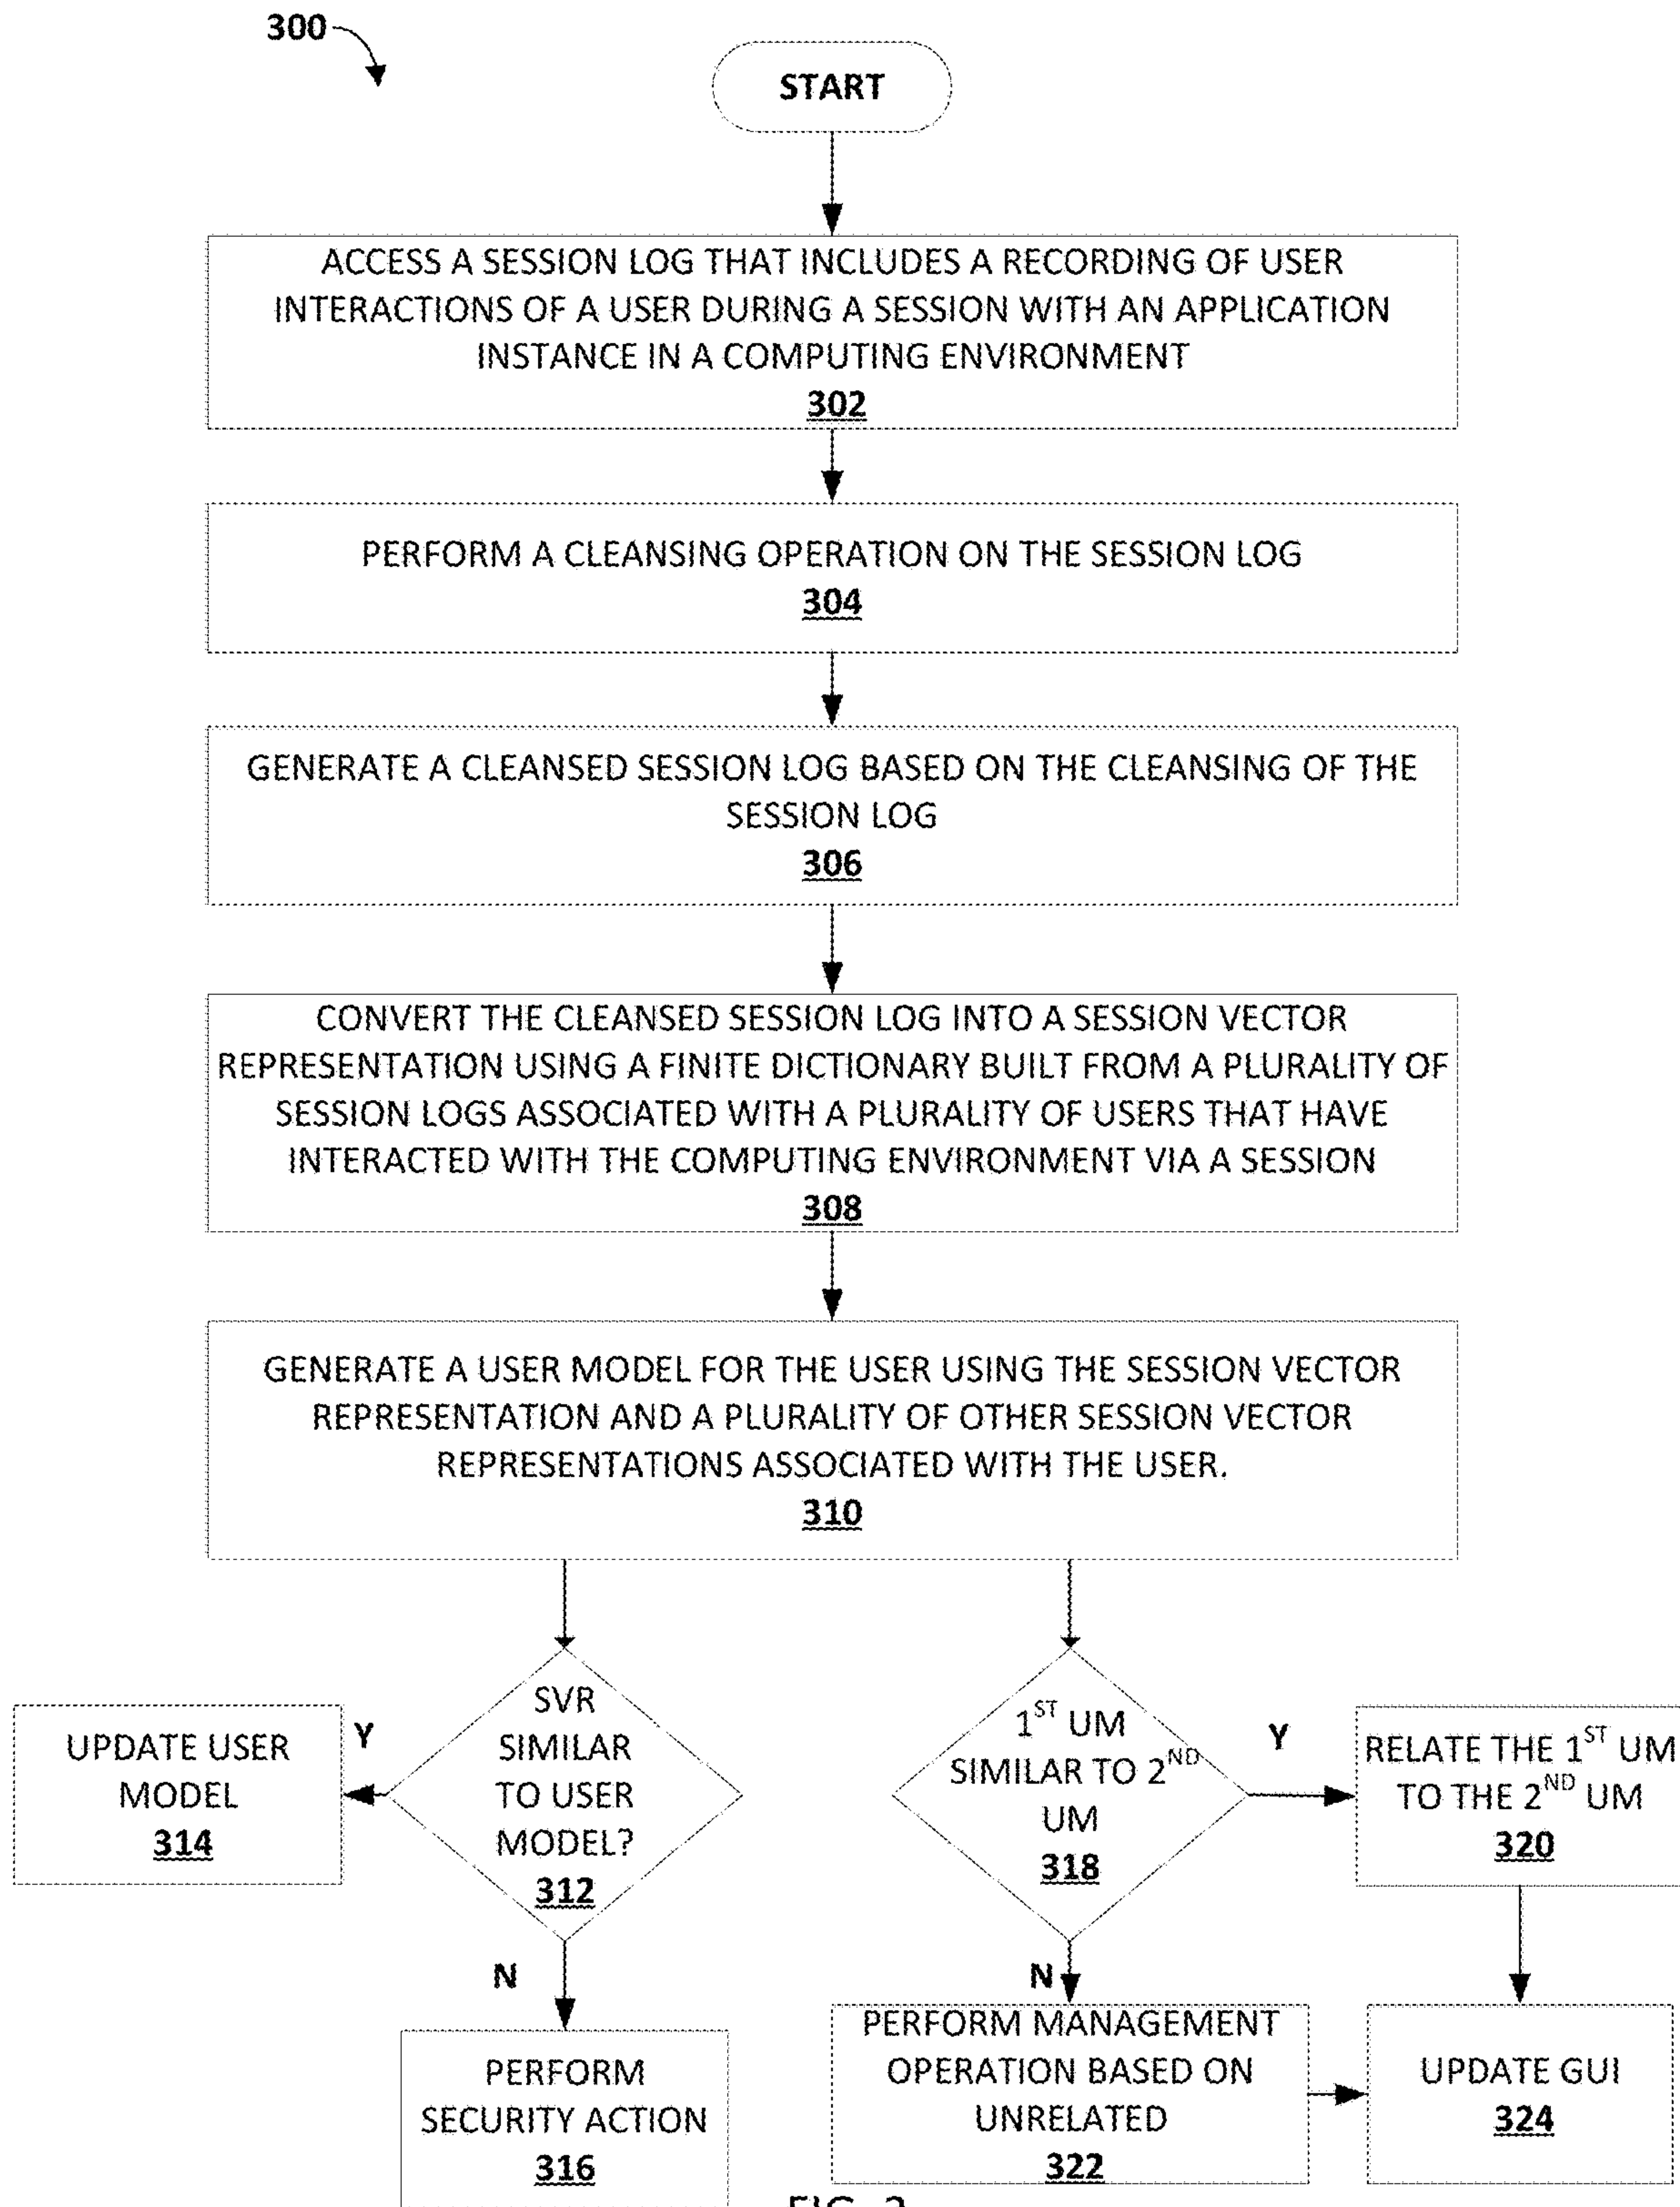 300
START
ACCESS A SESSION LOG THAT INCLUDES A RECORDING OF USER
INTERACTIONS OF A USER DURING A SESSION WITH AN APPLICATION
INSTANCE IN A COMPUTING ENVIRONMENT
302
PERFORM A CLEANSING OPERATION ON THE SESSION LOG
304
GENERATE A CLEANSED SESSION LOG BASED ON THE CLEANSING OF THE
SESSION LOG
306
CONVERT THE CLEANSED SESSION LOG INTO A SESSION VECTOR
REPRESENTATION USING A FINITE DICTIONARY BUILT FROM A PLURALITY OF
SESSION LOGS ASSOCIATED WITH A PLURALITY OF USERS THAT HAVE
INTERACTED WITH THE COMPUTING ENVIRONMENT VIA A SESSION
308
GENERATE A USER MODEL FOR THE USER USING THE SESSION VECTOR
REPRESENTATION AND A PLURALITY OF OTHER SESSION VECTOR
REPRESENTATIONS ASSOCIATED WITH THE USER.
310
SVR
SIMILAR
TO USER
MODEL?
312
Y
UPDATE USER
MODEL
314
N
PERFORM
SECURITY ACTION
316
1ST UM
SIMILAR TO 2ND
UM
318
Y
RELATE THE 1ST UM
TO THE 2ND UM
320
N
PERFORM MANAGEMENT
OPERATION BASED ON
UNRELATED
322
UPDATE GUI
324
FIG.